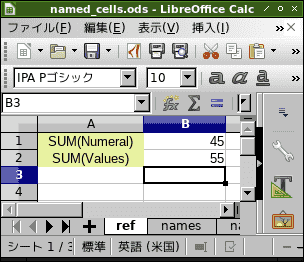 named_cells.ods - LibreOffice Calc
ファイル(F) 編集(E) 表示(V) 挿入(I) »
IPA Pゴシック 10 a a a »
B3 f(x) Σ =
A B
1 SUM(Numeral) 45
2 SUM(Values) 55
3
4
ref names
シート 1 / 3 標準 英語 (米国)